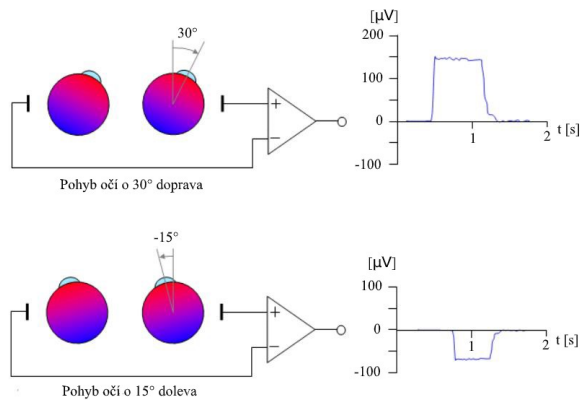 30°
[µV]
200
100
0
-100
1
2
t [s]
+
−
Pohyb očí o 30° doprava
-15°
[µV]
100
0
-100
1
2
t [s]
+
−
Pohyb očí o 15° doleva